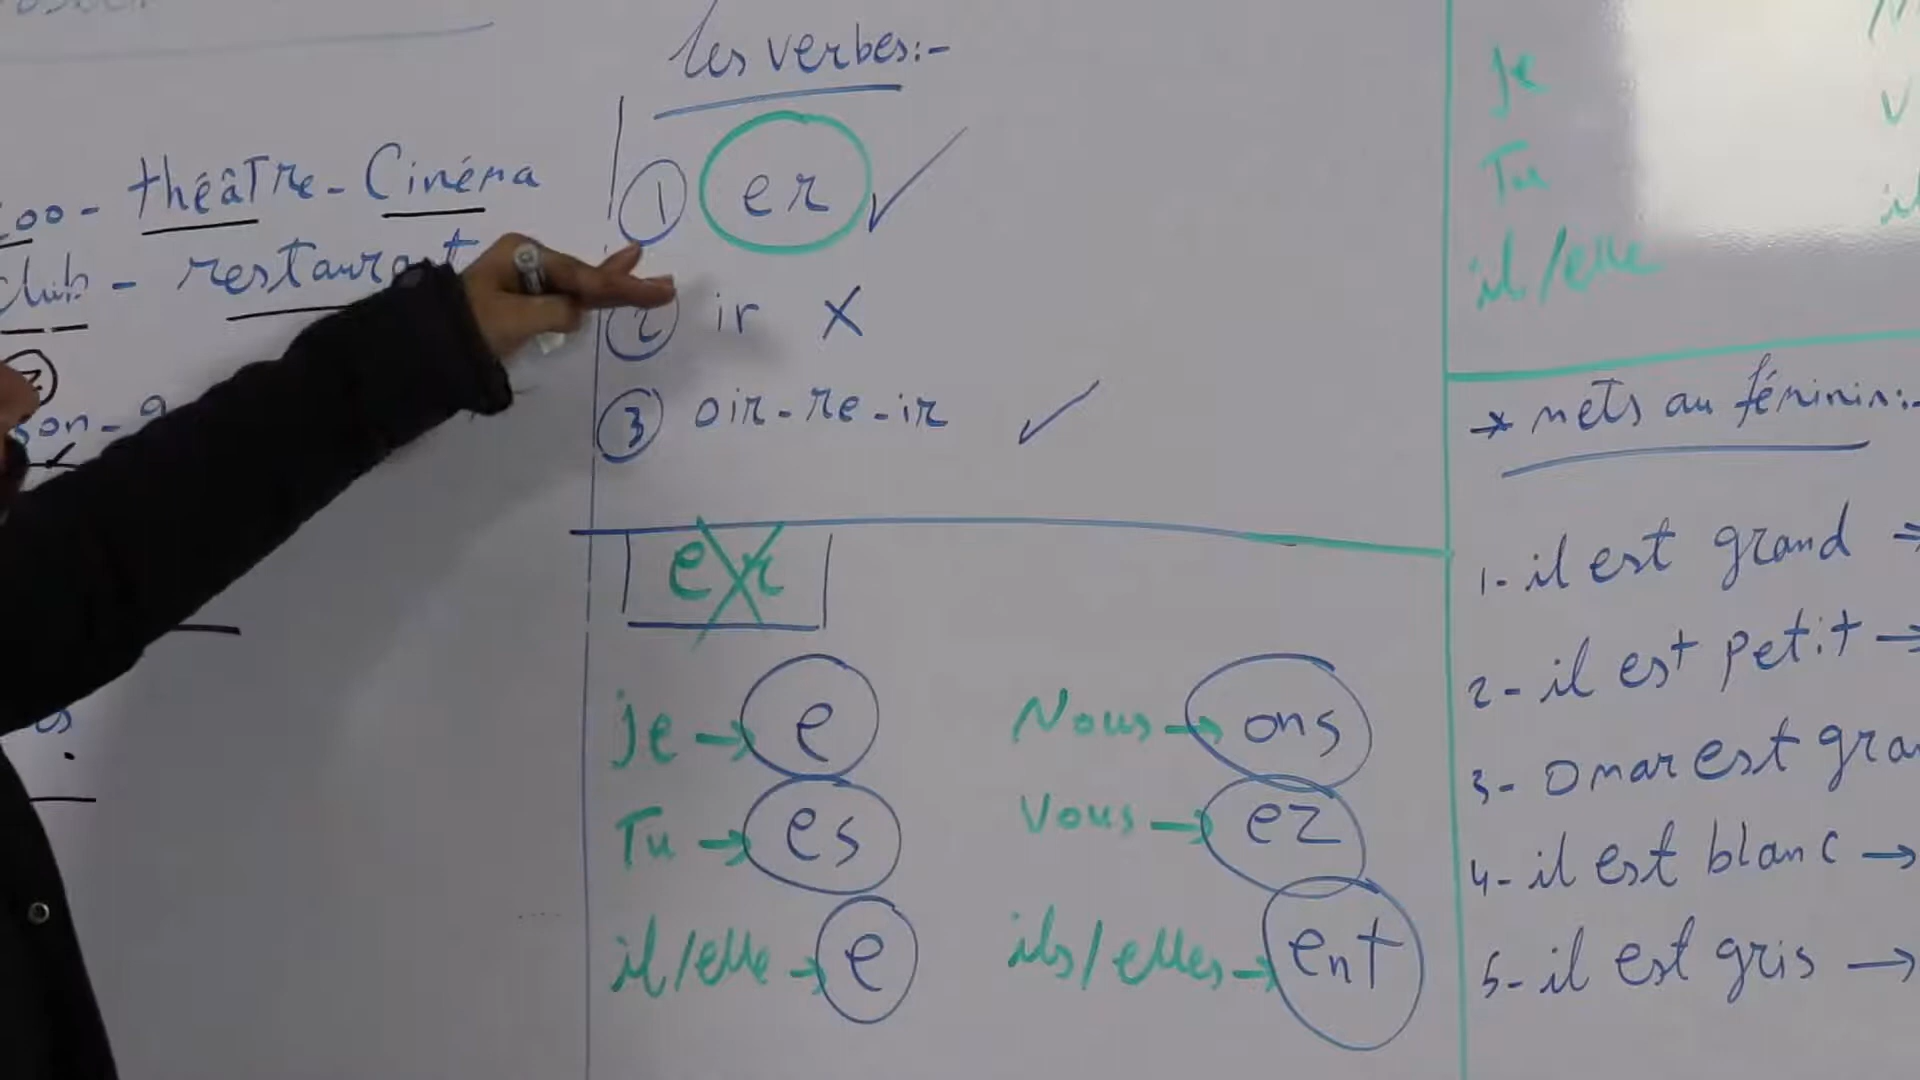 théâtre - Cinéma
club - restaurant
les verbes:-
① er ✓
② ir X
③ oir-re-ir ✓
er
je → e
Tu → es
il/elle → e
Nous → ons
Vous → ez
ils/elles → ent
je
Tu
il/elle
→ mets au féminin:-
1- il est grand →
2- il est petit →
3- omar est
4- il est blanc →
5- il est gris →